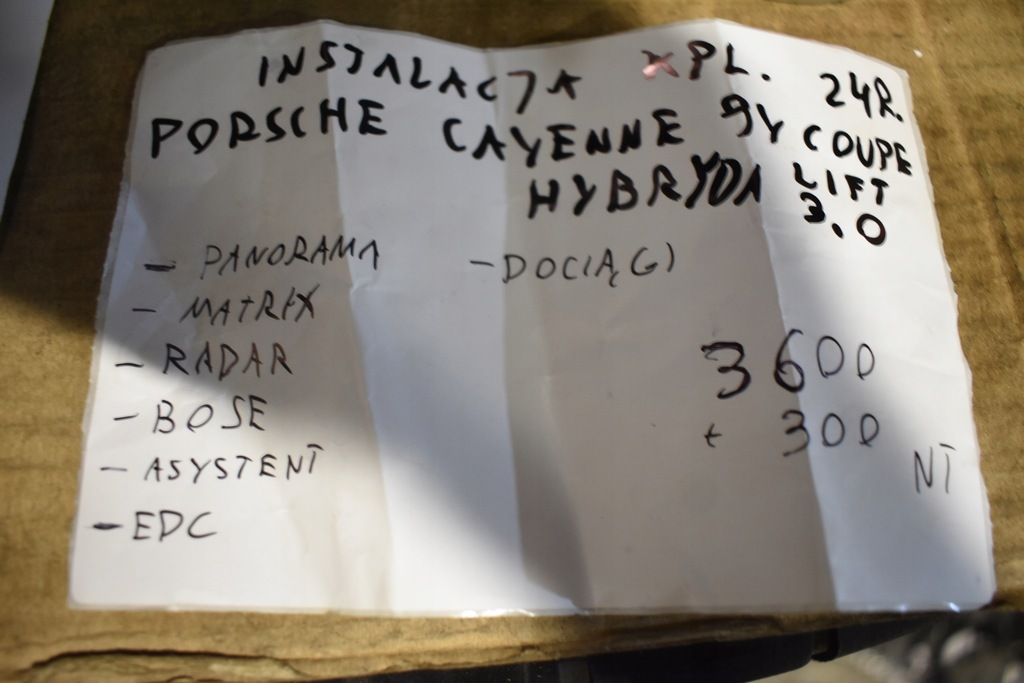 INSTALACJA KPL. 24R.
PORSCHE CAYENNE 9Y COUPE
HYBRYDA LIFT
3.0
- PANORAMA - DOCIĄ(G)
- MATRIX
- RADAR
- BOSE
- ASYSTENT
- EDC
3600
+ 300
NT